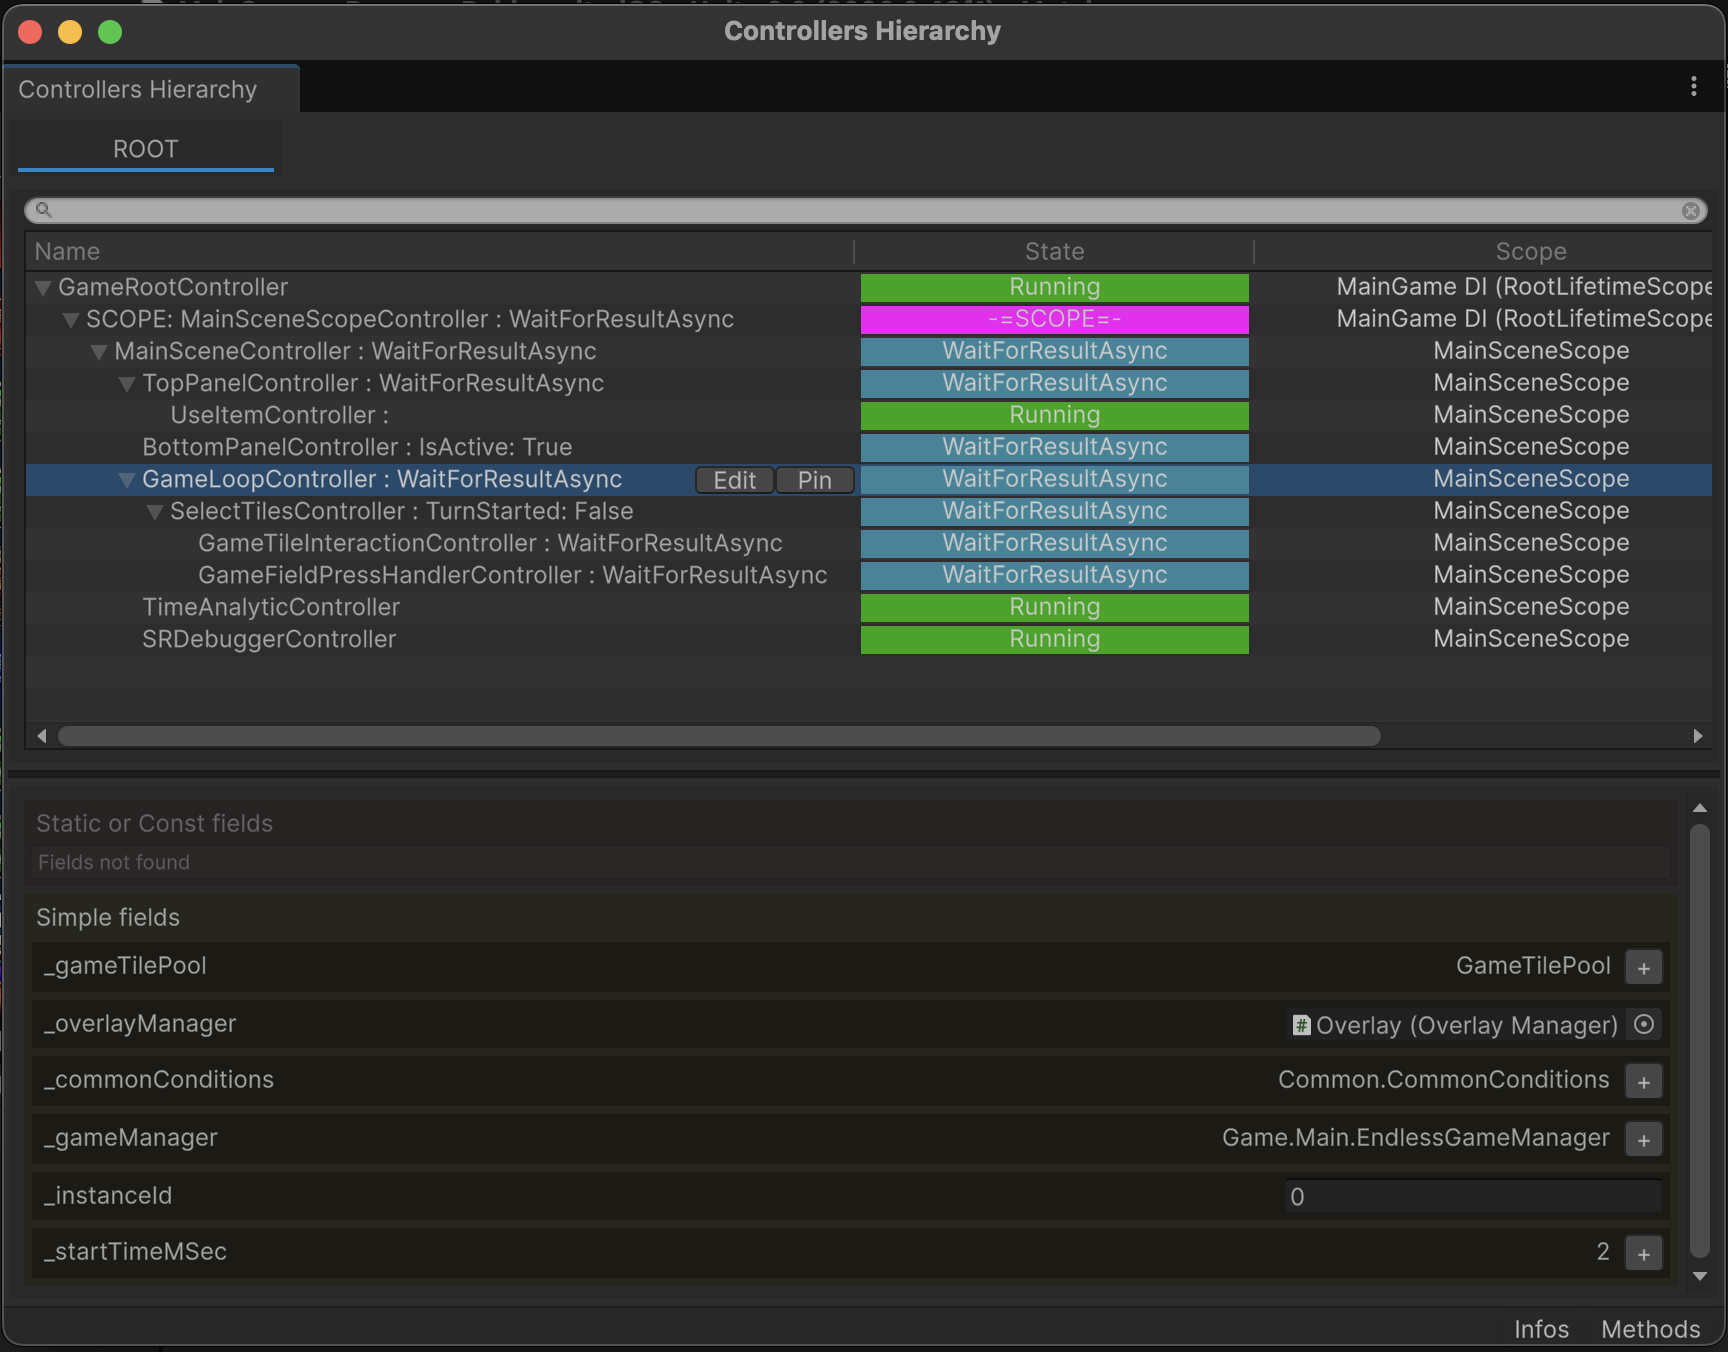 Controllers Hierarchy
Controllers Hierarchy
ROOT
Name State Scope
GameRootController Running MainGame DI (RootLifetimeScope
SCOPE: MainSceneScopeController : WaitForResultAsync -=SCOPE=- MainGame DI (RootLifetimeScope
MainSceneController : WaitForResultAsync WaitForResultAsync MainSceneScope
TopPanelController : WaitForResultAsync WaitForResultAsync MainSceneScope
UseItemController : Running MainSceneScope
BottomPanelController : IsActive: True WaitForResultAsync MainSceneScope
GameLoopController : WaitForResultAsync Edit Pin WaitForResultAsync MainSceneScope
SelectTilesController : TurnStarted: False WaitForResultAsync MainSceneScope
GameTileInteractionController : WaitForResultAsync WaitForResultAsync MainSceneScope
GameFieldPressHandlerController : WaitForResultAsync WaitForResultAsync MainSceneScope
TimeAnalyticController Running MainSceneScope
SRDebuggerController Running MainSceneScope
Static or Const fields
Fields not found
Simple fields
_gameTilePool GameTilePool +
_overlayManager # Overlay (Overlay Manager)
_commonConditions Common.CommonConditions +
_gameManager Game.Main.EndlessGameManager +
_instanceId 0
_startTimeMSec 2 +
Infos Methods